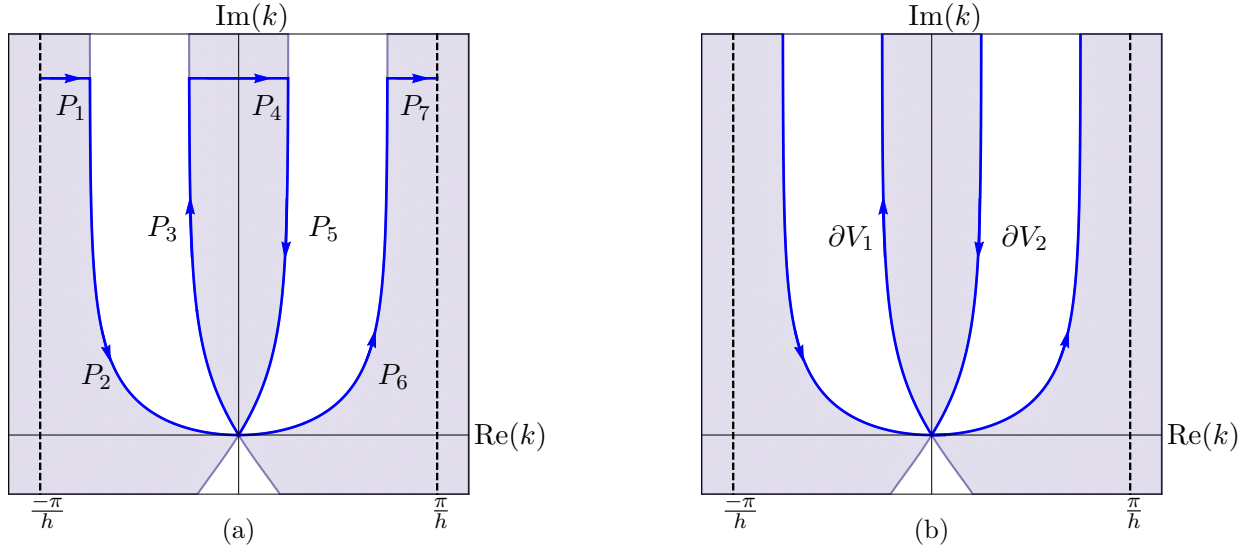 Im(k)
P₁
P₄
P₇
P₃
P₅
P₂
P₆
Re(k)
−π/h
π/h
(a)
Im(k)
∂V₁
∂V₂
Re(k)
−π/h
π/h
(b)